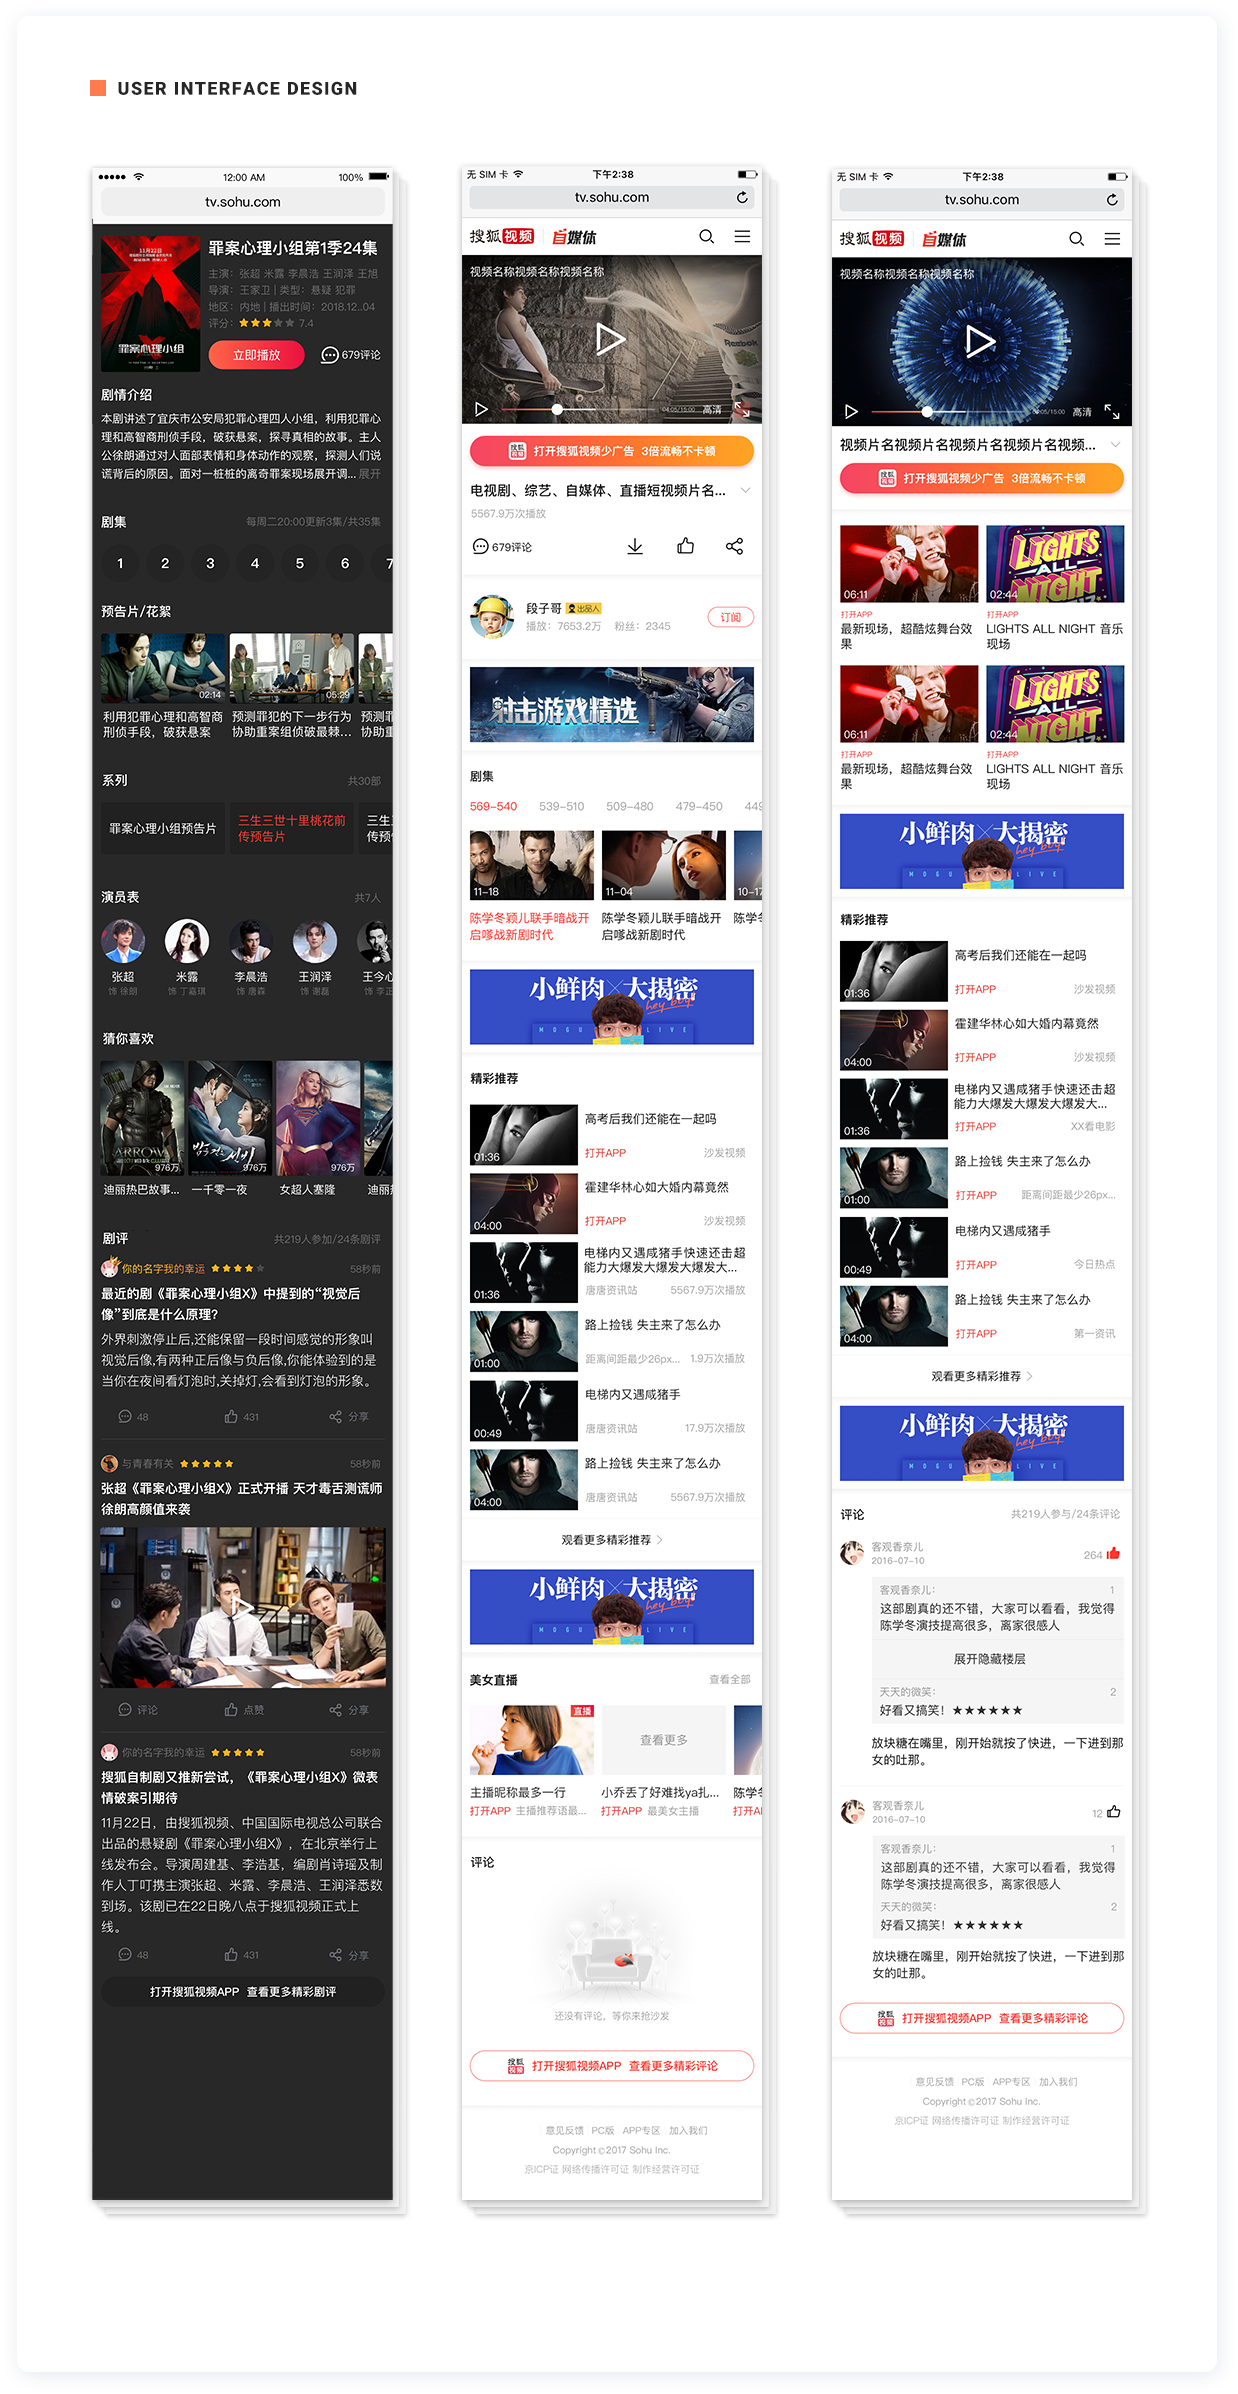 USER INTERFACE DESIGN
12:00 AM
100%
tv.sohu.com
罪案心理小组第1季24集
主演：张超 米露 李晨浩 王润泽 王旭
导演：王家卫 | 类型：悬疑 犯罪
地区：内地 | 播出时间：2018.12..04
评分：★★★★★ 7.4
罪案心理小组
立即播放
679评论
剧情介绍
本剧讲述了宜庆市公安局犯罪心理四人小组，利用犯罪心
理和高智商刑侦手段，破获悬案，探寻真相的故事。主人
公徐朗通过对人面部表情和身体动作的观察，探测人们说
谎背后的原因。面对一桩桩的离奇罪案现场展开调... 展开
剧集
每周二20:00更新3集/共35集
1 2 3 4 5 6 7
预告片/花絮
02:14
05:29
利用犯罪心理和高智商
刑侦手段，破获悬案
预测罪犯的下一步行为
协助重案组侦破最棘...
预测罪
协助重
系列
共30部
罪案心理小组预告片
三生三世十里桃花前
传预告片
三生三
传预告
演员表
共7人
张超
米露
李晨浩
王润泽
王今心
饰 徐朗
饰 丁嘉琪
饰 唐森
饰 谢磊
饰 李正
猜你喜欢
ARROW
976万
976万
976万
迪丽热巴故事...
一千零一夜
女超人塞隆
迪丽热
剧评
共219人参加/24条剧评
你的名字我的幸运 ★★★★★
58秒前
最近的剧《罪案心理小组X》中提到的“视觉后
像”到底是什么原理？
外界刺激停止后,还能保留一段时间感觉的形象叫
视觉后像,有两种正后像与负后像,你能体验到的是
当你在夜间看灯泡时,关掉灯,会看到灯泡的形象。
48
431
分享
与青春有关 ★★★★★
58秒前
张超《罪案心理小组X》正式开播 天才毒舌测谎师
徐朗高颜值来袭
评论
点赞
分享
你的名字我的幸运 ★★★★★
58秒前
搜狐自制剧又推新尝试，《罪案心理小组X》微表
情破案引期待
11月22日，由搜狐视频、中国国际电视总公司联合
出品的悬疑剧《罪案心理小组X》，在北京举行上
线发布会。导演周建基、李浩基，编剧肖诗瑶及制
作人丁叮携主演张超、米露、李晨浩、王润泽悉数
到场。该剧已在22日晚八点于搜狐视频正式上
线。
48
431
分享
打开搜狐视频APP 查看更多精彩剧评
无 SIM 卡
下午2:38
tv.sohu.com
搜狐视频
自媒体
视频名称视频名称视频名称
Reebok
04:05/15:00
高清
搜狐视频
打开搜狐视频少广告 3倍流畅不卡顿
电视剧、综艺、自媒体、直播短视频片名...
5567.9万次播放
679评论
段子哥
出品人
播放：7653.2万 粉丝：2345
订阅
射击游戏精选
剧集
569-540 539-510 509-480 479-450 449
11-18
11-04
10-17
陈学冬颖儿联手暗战开
启嗲战新剧时代
陈学冬颖儿联手暗战开
启嗲战新剧时代
陈学冬
小鲜肉×大揭密
hey boy!
MOGU
LIVE
精彩推荐
01:36
高考后我们还能在一起吗
打开APP
沙发视频
04:00
霍建华林心如大婚内幕竟然
打开APP
沙发视频
01:36
电梯内又遇咸猪手快速还击超
能力大爆发大爆发大爆发大...
唐唐资讯站
5567.9万次播放
01:00
路上捡钱 失主来了怎么办
距离间距最少26px...
1.9万次播放
00:49
电梯内又遇咸猪手
唐唐资讯站
17.9万次播放
04:00
路上捡钱 失主来了怎么办
唐唐资讯站
5567.9万次播放
观看更多精彩推荐
小鲜肉×大揭密
hey boy!
MOGU
LIVE
美女直播
查看全部
直播
查看更多
主播昵称最多一行
小乔丢了好难找ya扎...
陈学冬
打开APP 主播推荐语最...
打开APP 最美女主播
打开AP
评论
还没有评论，等你来抢沙发
搜狐视频
打开搜狐视频APP 查看更多精彩评论
意见反馈 PC版 APP专区 加入我们
Copyright ©2017 Sohu Inc.
京ICP证 网络传播许可证 制作经营许可证
无 SIM 卡
下午2:38
tv.sohu.com
搜狐视频
自媒体
视频名称视频名称视频名称
04:05/15:00
高清
视频片名视频片名视频片名视频片名视频...
搜狐视频
打开搜狐视频少广告 3倍流畅不卡顿
06:11
LIGHTS
ALL
NIGHT
02:44
打开APP
打开APP
最新现场，超酷炫舞台效
果
LIGHTS ALL NIGHT 音乐
现场
06:11
LIGHTS
ALL
NIGHT
02:44
打开APP
打开APP
最新现场，超酷炫舞台效
果
LIGHTS ALL NIGHT 音乐
现场
小鲜肉×大揭密
hey boy!
MOGU
LIVE
精彩推荐
01:36
高考后我们还能在一起吗
打开APP
沙发视频
04:00
霍建华林心如大婚内幕竟然
打开APP
沙发视频
01:36
电梯内又遇咸猪手快速还击超
能力大爆发大爆发大爆发大...
打开APP
XX看电影
01:00
路上捡钱 失主来了怎么办
打开APP
距离间距最少26px...
00:49
电梯内又遇咸猪手
打开APP
今日热点
04:00
路上捡钱 失主来了怎么办
打开APP
第一资讯
观看更多精彩推荐
小鲜肉×大揭密
hey boy!
MOGU
LIVE
评论
共219人参与/24条评论
客观香奈儿
2016-07-10
264
客观香奈儿：
1
这部剧真的还不错，大家可以看看，我觉得
陈学冬演技提高很多，离家很感人
展开隐藏楼层
天天的微笑：
2
好看又搞笑！★★★★★★
放块糖在嘴里，刚开始就按了快进，一下进到那
女的吐那。
客观香奈儿
2016-07-10
12
客观香奈儿：
1
这部剧真的还不错，大家可以看看，我觉得
陈学冬演技提高很多，离家很感人
天天的微笑：
2
好看又搞笑！★★★★★★
放块糖在嘴里，刚开始就按了快进，一下进到那
女的吐那。
搜狐视频
打开搜狐视频APP 查看更多精彩评论
意见反馈 PC版 APP专区 加入我们
Copyright ©2017 Sohu Inc.
京ICP证 网络传播许可证 制作经营许可证